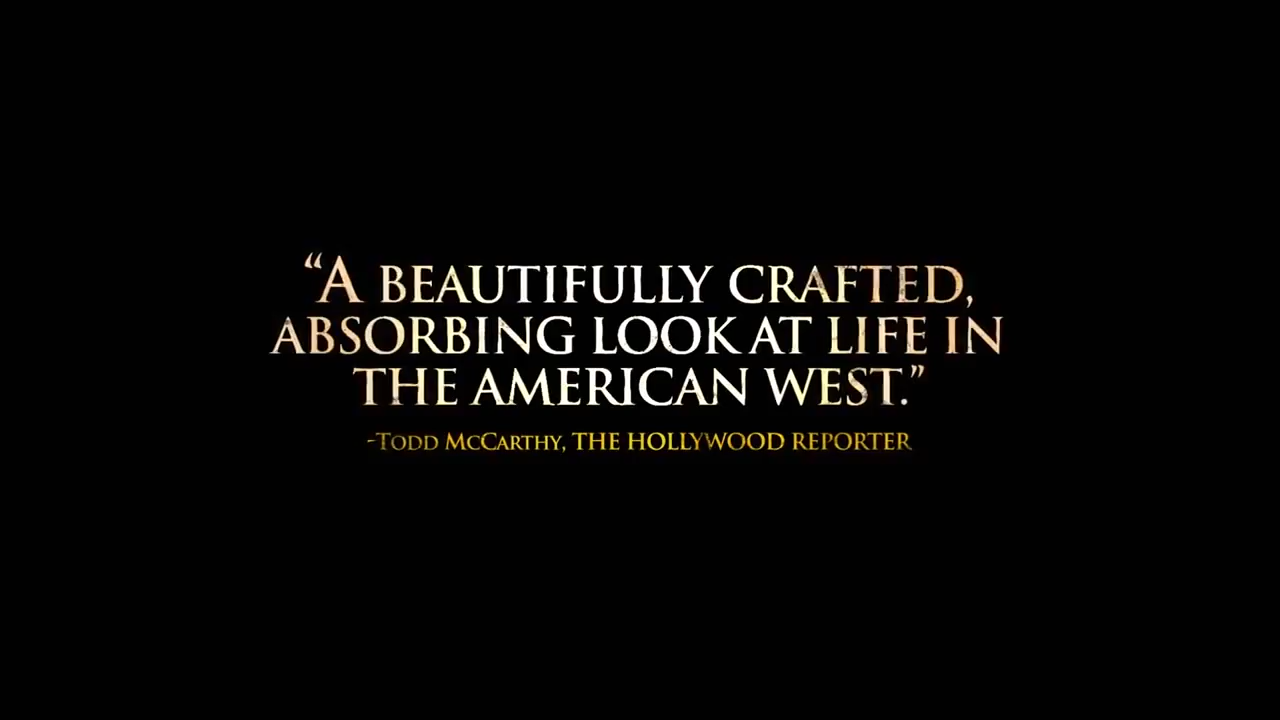 “A BEAUTIFULLY CRAFTED,
ABSORBING LOOK AT LIFE IN
THE AMERICAN WEST.”
-TODD MCCARTHY, THE HOLLYWOOD REPORTER